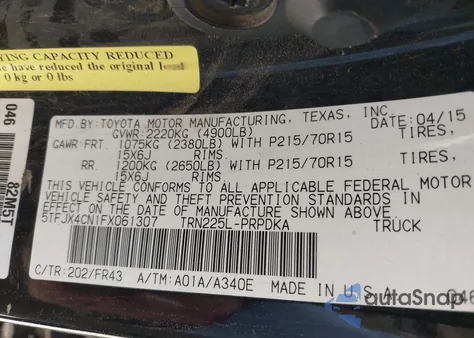 YING CAPACITY REDUCED
have reduced the original
0 kg or 0 lbs
MFD.BY: TOYOTA MOTOR MANUFACTURING, TEXAS, INC.
GVWR: 2220KG (4900LB) 04/15
GAWR: FRT. 1075KG (2380LB) WITH P215/70R15 TIRES,
15X6J RIMS
RR. 1200KG (2650LB) WITH P215/70R15 TIRES,
15X6J RIMS
THIS VEHICLE CONFORMS TO ALL APPLICABLE FEDERAL MOTOR
VEHICLE SAFETY AND THEFT PREVENTION STANDARDS
IN EFFECT ON THE DATE OF MANUFACTURE SHOWN ABOVE.
5TFJX4CN1FX061307 TRN225L-PRPDKA TRUCK
C/TR: 202/FR43 A/TM: A01A/A340E MADE IN U.S.A.
046
82M5T
autoSnap